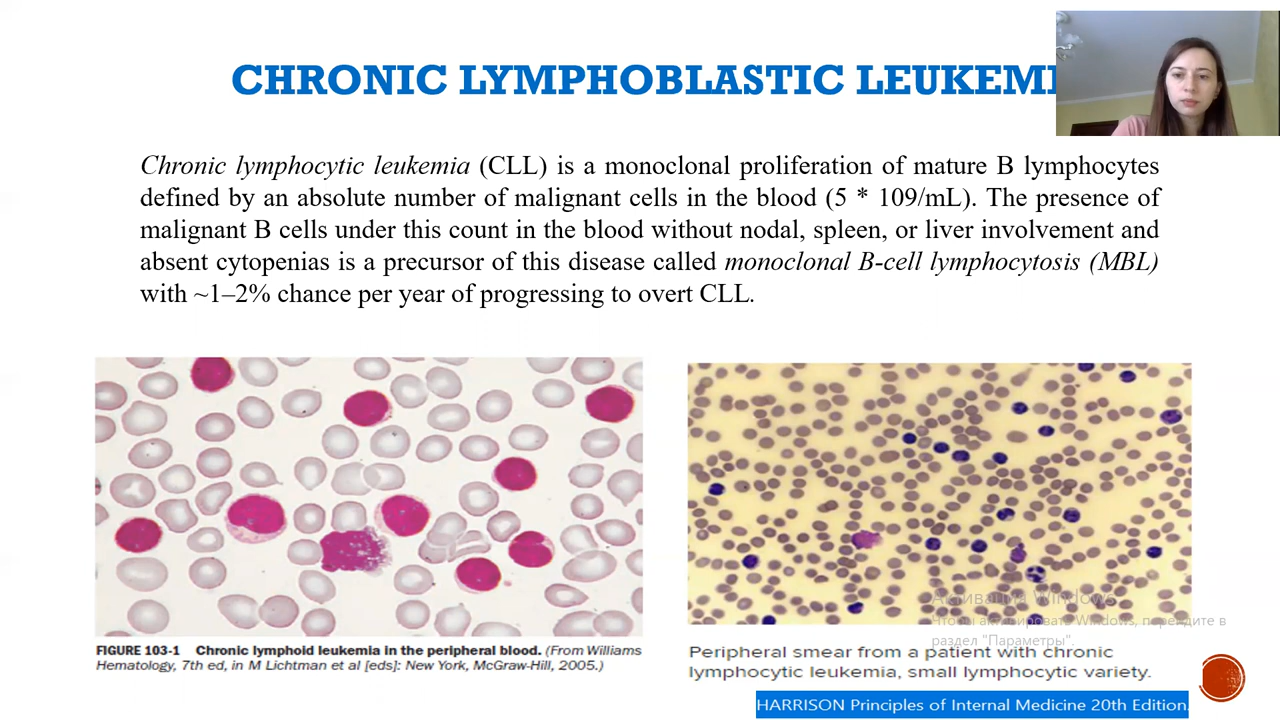 CHRONIC LYMPHOBLASTIC LEUKEMI
Chronic lymphocytic leukemia (CLL) is a monoclonal proliferation of mature B lymphocytes
defined by an absolute number of malignant cells in the blood (5 * 109/mL). The presence of
malignant B cells under this count in the blood without nodal, spleen, or liver involvement and
absent cytopenias is a precursor of this disease called monoclonal B-cell lymphocytosis (MBL)
with ~1–2% chance per year of progressing to overt CLL.
FIGURE 103-1 Chronic lymphoid leukemia in the peripheral blood. (From Williams
Hematology, 7th ed, in M Lichtman et al [eds]: New York, McGraw-Hill, 2005.)
Активация Windows
Чтобы активировать Windows, перейдите в
раздел "Параметры".
Peripheral smear from a patient with chronic
lymphocytic leukemia, small lymphocytic variety.
HARRISON Principles of Internal Medicine 20th Edition.